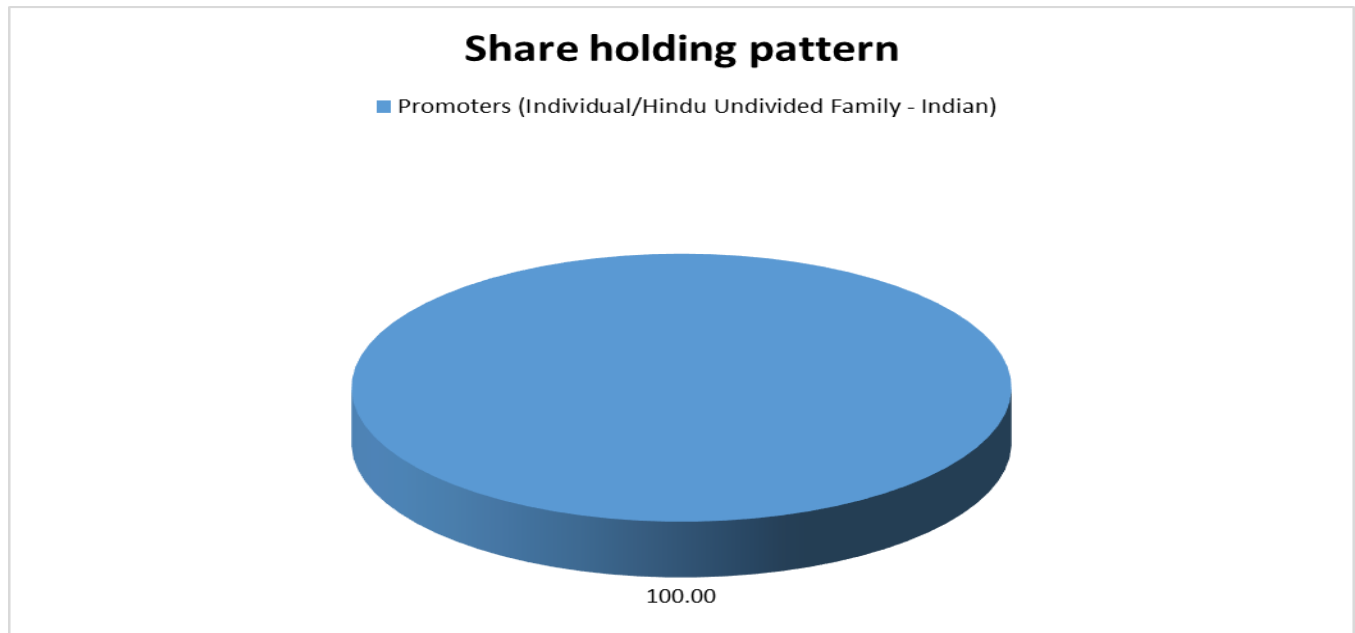 Share holding pattern
Promoters (Individual/Hindu Undivided Family - Indian)
100.00